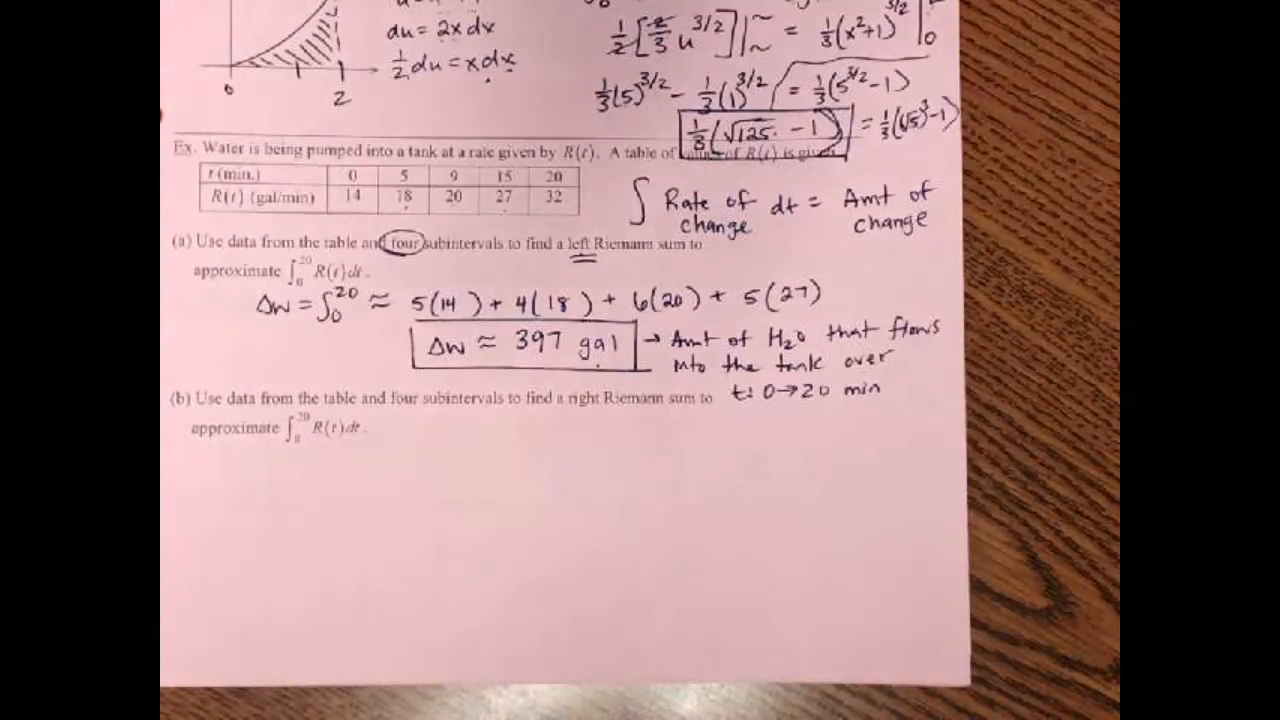 du = 2x dx
½ du = x dx
0
2
½ [⅔ u^{3/2}] |~~ = ⅓(x²+1)^{3/2} |₀
⅓(5)^{3/2} − ⅓(1)^{3/2} = ⅓(5^{3/2} − 1)
⅓(√125 − 1) = ⅓(√5³ − 1)
Ex. Water is being pumped into a tank at a rate given by R(t). A table of values of R(t) is given.
t (min.) 0 5 9 15 20
R(t) (gal/min) 14 18 20 27 32
∫ Rate of change dt = Amt of change
(a) Use data from the table and four subintervals to find a left Riemann sum to
approximate ∫₀²⁰ R(t)dt.
ΔW = ∫₀²⁰ ≈ 5(14) + 4(18) + 6(20) + 5(27)
ΔW ≈ 397 gal → Amt of H₂O that flows
into the tank over
t: 0→20 min
(b) Use data from the table and four subintervals to find a right Riemann sum to
approximate ∫₀²⁰ R(t)dt.